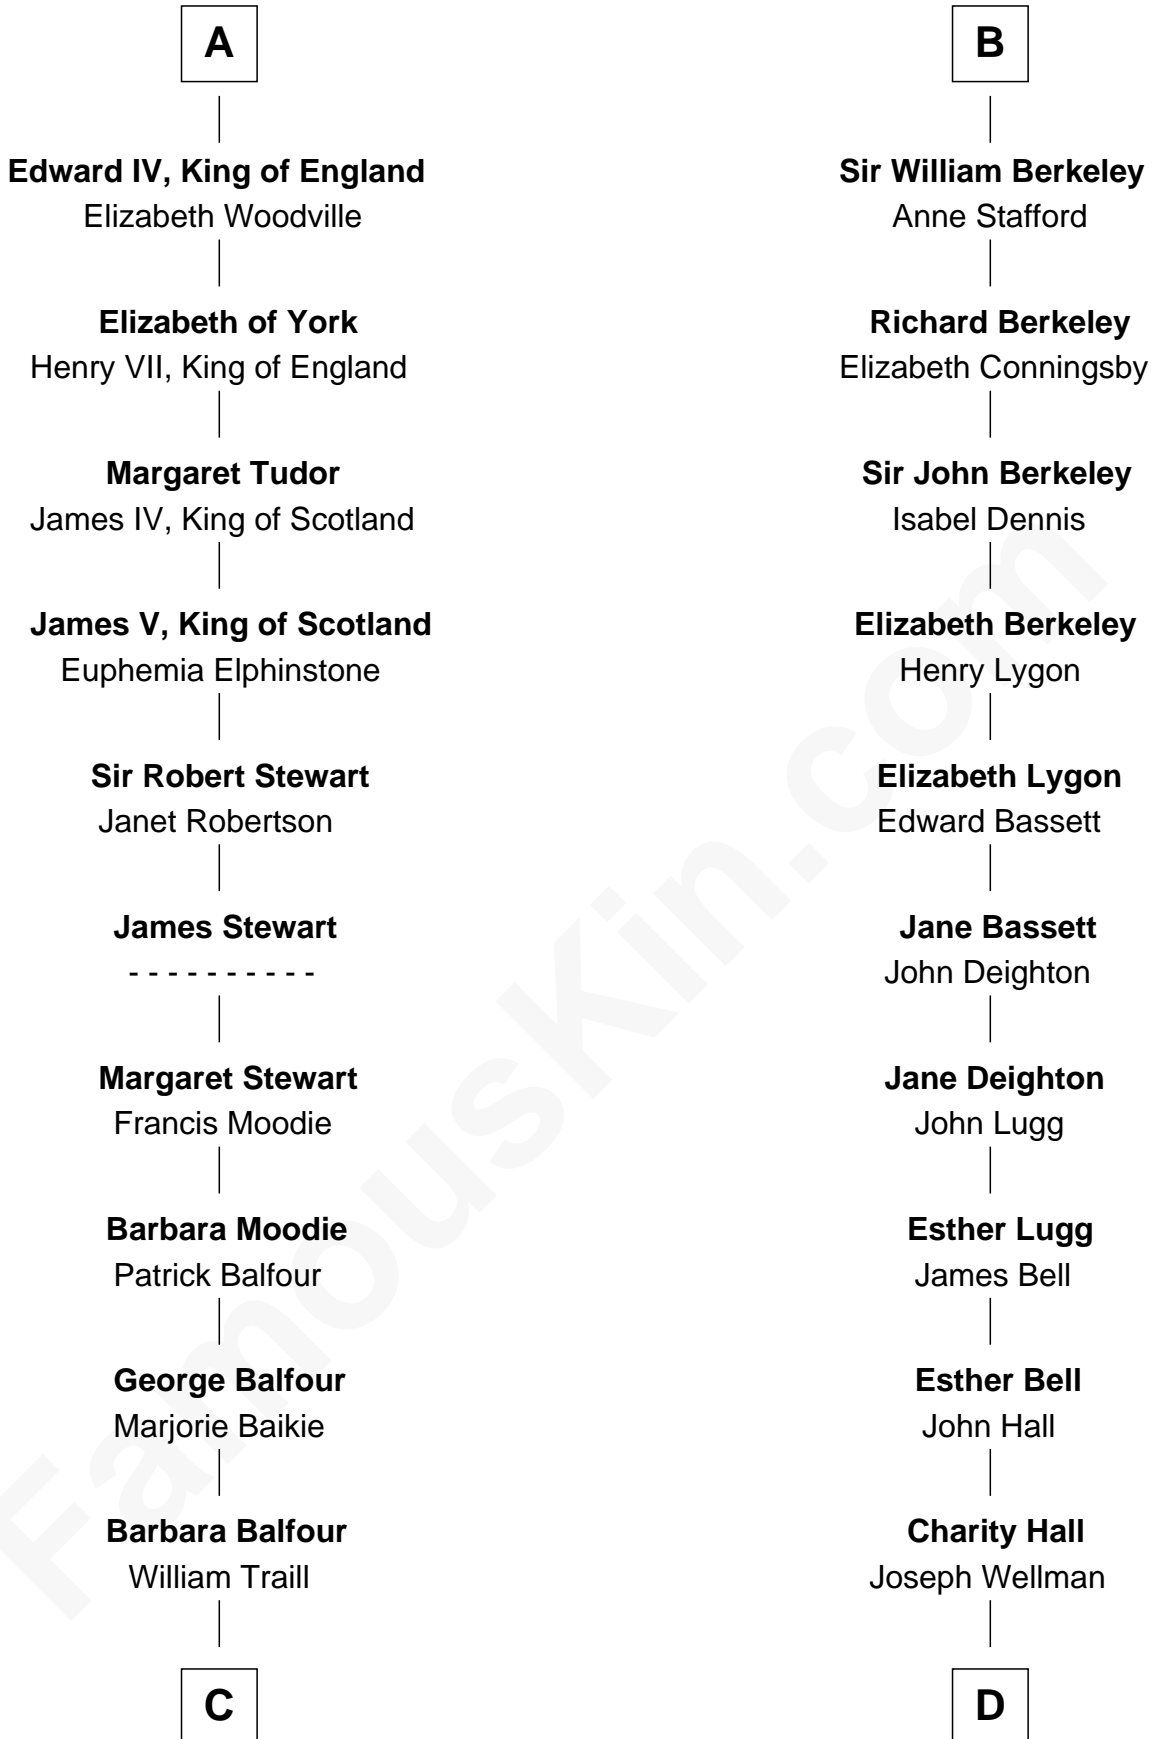 A
Edward IV, King of England
Elizabeth Woodville
Elizabeth of York
Henry VII, King of England
Margaret Tudor
James IV, King of Scotland
James V, King of Scotland
Euphemia Elphinstone
Sir Robert Stewart
Janet Robertson
James Stewart
- - - - - - - - - -
Margaret Stewart
Francis Moodie
Barbara Moodie
Patrick Balfour
George Balfour
Marjorie Baikie
Barbara Balfour
William Traill
C
B
Sir William Berkeley
Anne Stafford
Richard Berkeley
Elizabeth Conningsby
Sir John Berkeley
Isabel Dennis
Elizabeth Berkeley
Henry Lygon
Elizabeth Lygon
Edward Bassett
Jane Bassett
John Deighton
Jane Deighton
John Lugg
Esther Lugg
James Bell
Esther Bell
John Hall
Charity Hall
Joseph Wellman
D
FamousKin.com